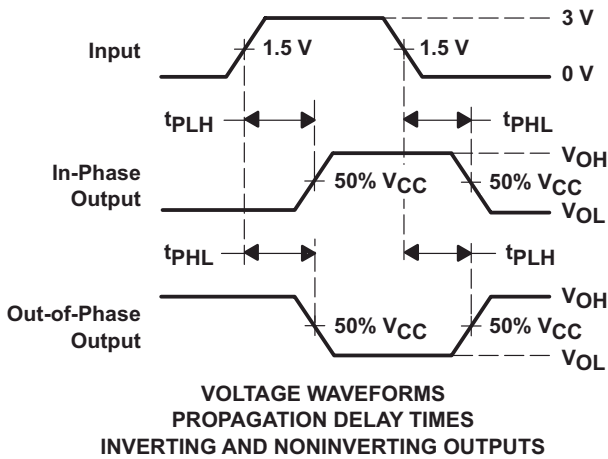 3 V
Input
1.5 V
1.5 V
0 V
tPLH
tPHL
In-Phase
Output
VOH
50% VCC
50% VCC
VOL
tPHL
tPLH
Out-of-Phase
Output
VOH
50% VCC
50% VCC
VOL
VOLTAGE WAVEFORMS
PROPAGATION DELAY TIMES
INVERTING AND NONINVERTING OUTPUTS